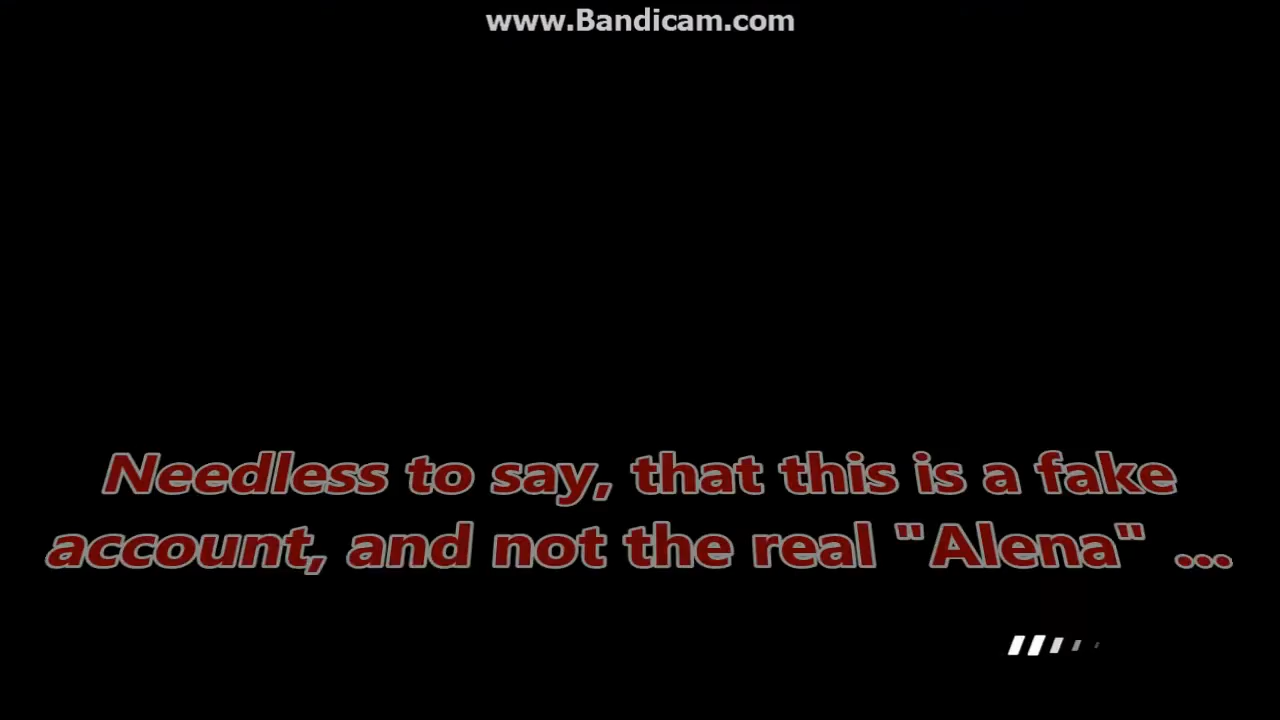 www.Bandicam.com
Needless to say, that this is a fake
account, and not the real "Alena" ...